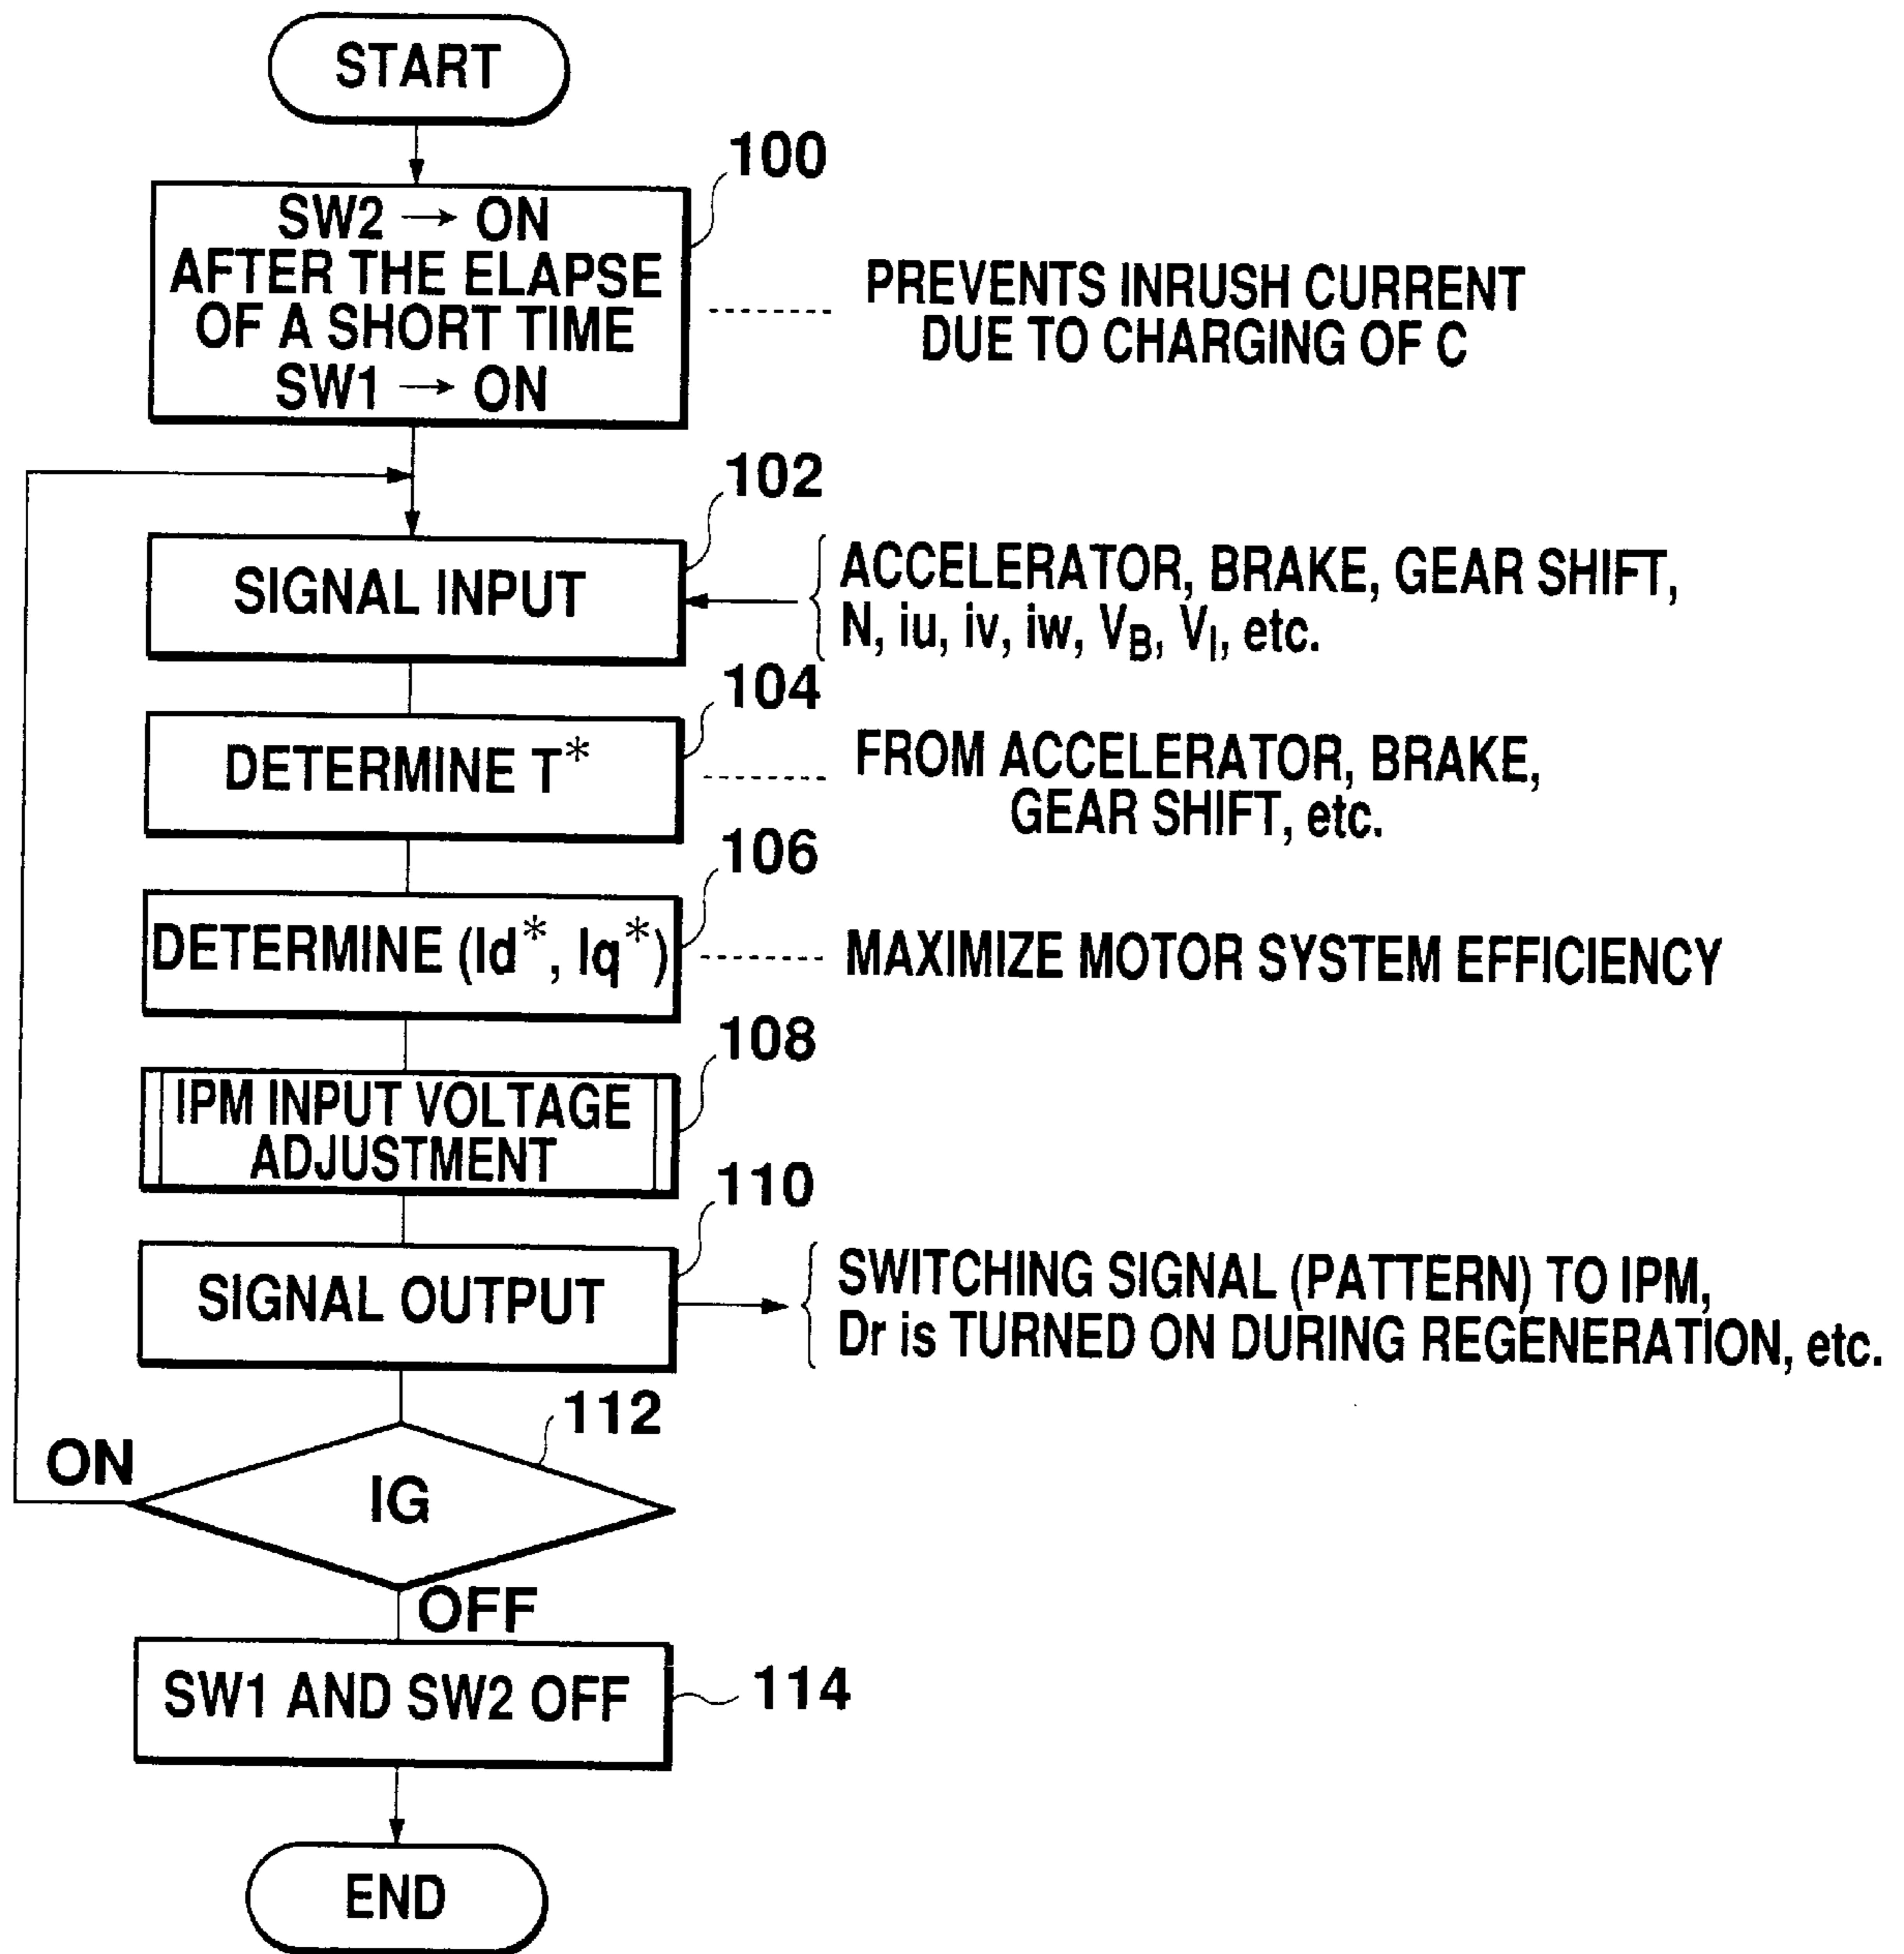 START
100
SW2 → ON
AFTER THE ELAPSE
OF A SHORT TIME
SW1 → ON
PREVENTS INRUSH CURRENT
DUE TO CHARGING OF C
102
SIGNAL INPUT
ACCELERATOR, BRAKE, GEAR SHIFT,
N, iu, iv, iw, VB, VI, etc.
104
DETERMINE T*
FROM ACCELERATOR, BRAKE,
GEAR SHIFT, etc.
106
DETERMINE (Id*, Iq*)
MAXIMIZE MOTOR SYSTEM EFFICIENCY
108
IPM INPUT VOLTAGE
ADJUSTMENT
110
SIGNAL OUTPUT
SWITCHING SIGNAL (PATTERN) TO IPM,
Dr is TURNED ON DURING REGENERATION, etc.
112
ON
IG
OFF
SW1 AND SW2 OFF
114
END